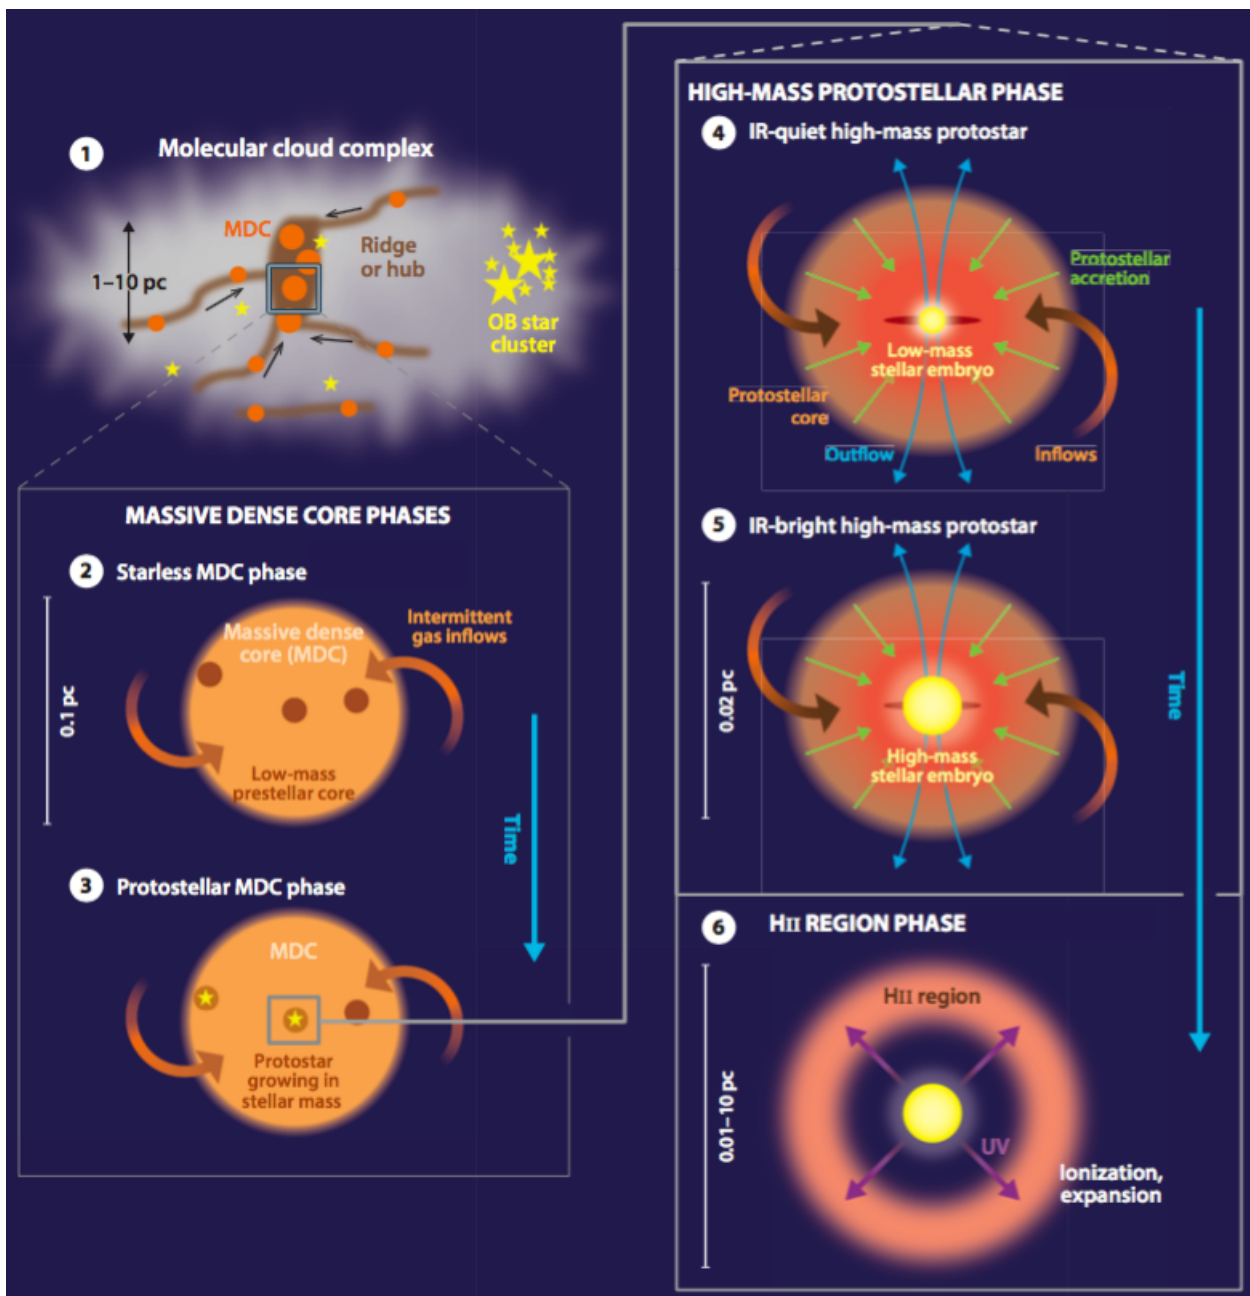 1
Molecular cloud complex
MDC
Ridge
or hub
1–10 pc
OB star
cluster
MASSIVE DENSE CORE PHASES
2 Starless MDC phase
Massive dense
core (MDC)
Intermittent
gas inflows
0.1 pc
Low-mass
prestellar core
Time
3 Protostellar MDC phase
MDC
Protostar
growing in
stellar mass
HIGH-MASS PROTOSTELLAR PHASE
4 IR-quiet high-mass protostar
Protostellar
accretion
Low-mass
stellar embryo
Protostellar
core
Outflow
Inflows
5 IR-bright high-mass protostar
0.02 pc
High-mass
stellar embryo
Time
6 HII REGION PHASE
HII region
0.01–10 pc
UV
Ionization,
expansion